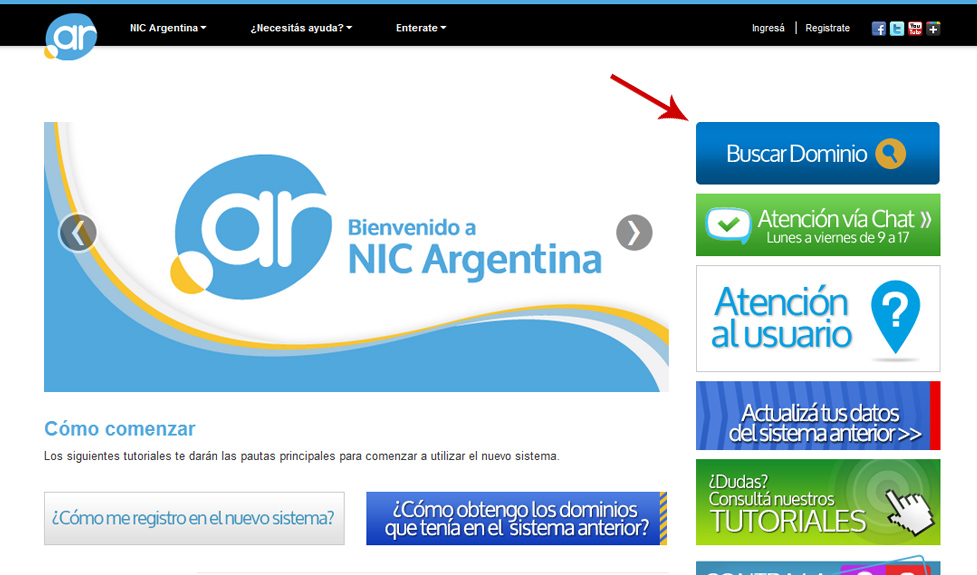 ar
NIC Argentina
¿Necesitás ayuda?
Enterate
Ingresá
Registrate
f
t
You
Tube
+
ar
Bienvenido a
NIC Argentina
Buscar Dominio
Atención vía Chat
Lunes a viernes de 9 a 17
Atención
al usuario
?
Actualizá tus datos
del sistema anterior >>
¿Dudas?
Consultá nuestros
TUTORIALES
Cómo comenzar
Los siguientes tutoriales te darán las pautas principales para comenzar a utilizar el nuevo sistema.
¿Cómo me registro en el nuevo sistema?
¿Cómo obtengo los dominios
que tenía en el sistema anterior?